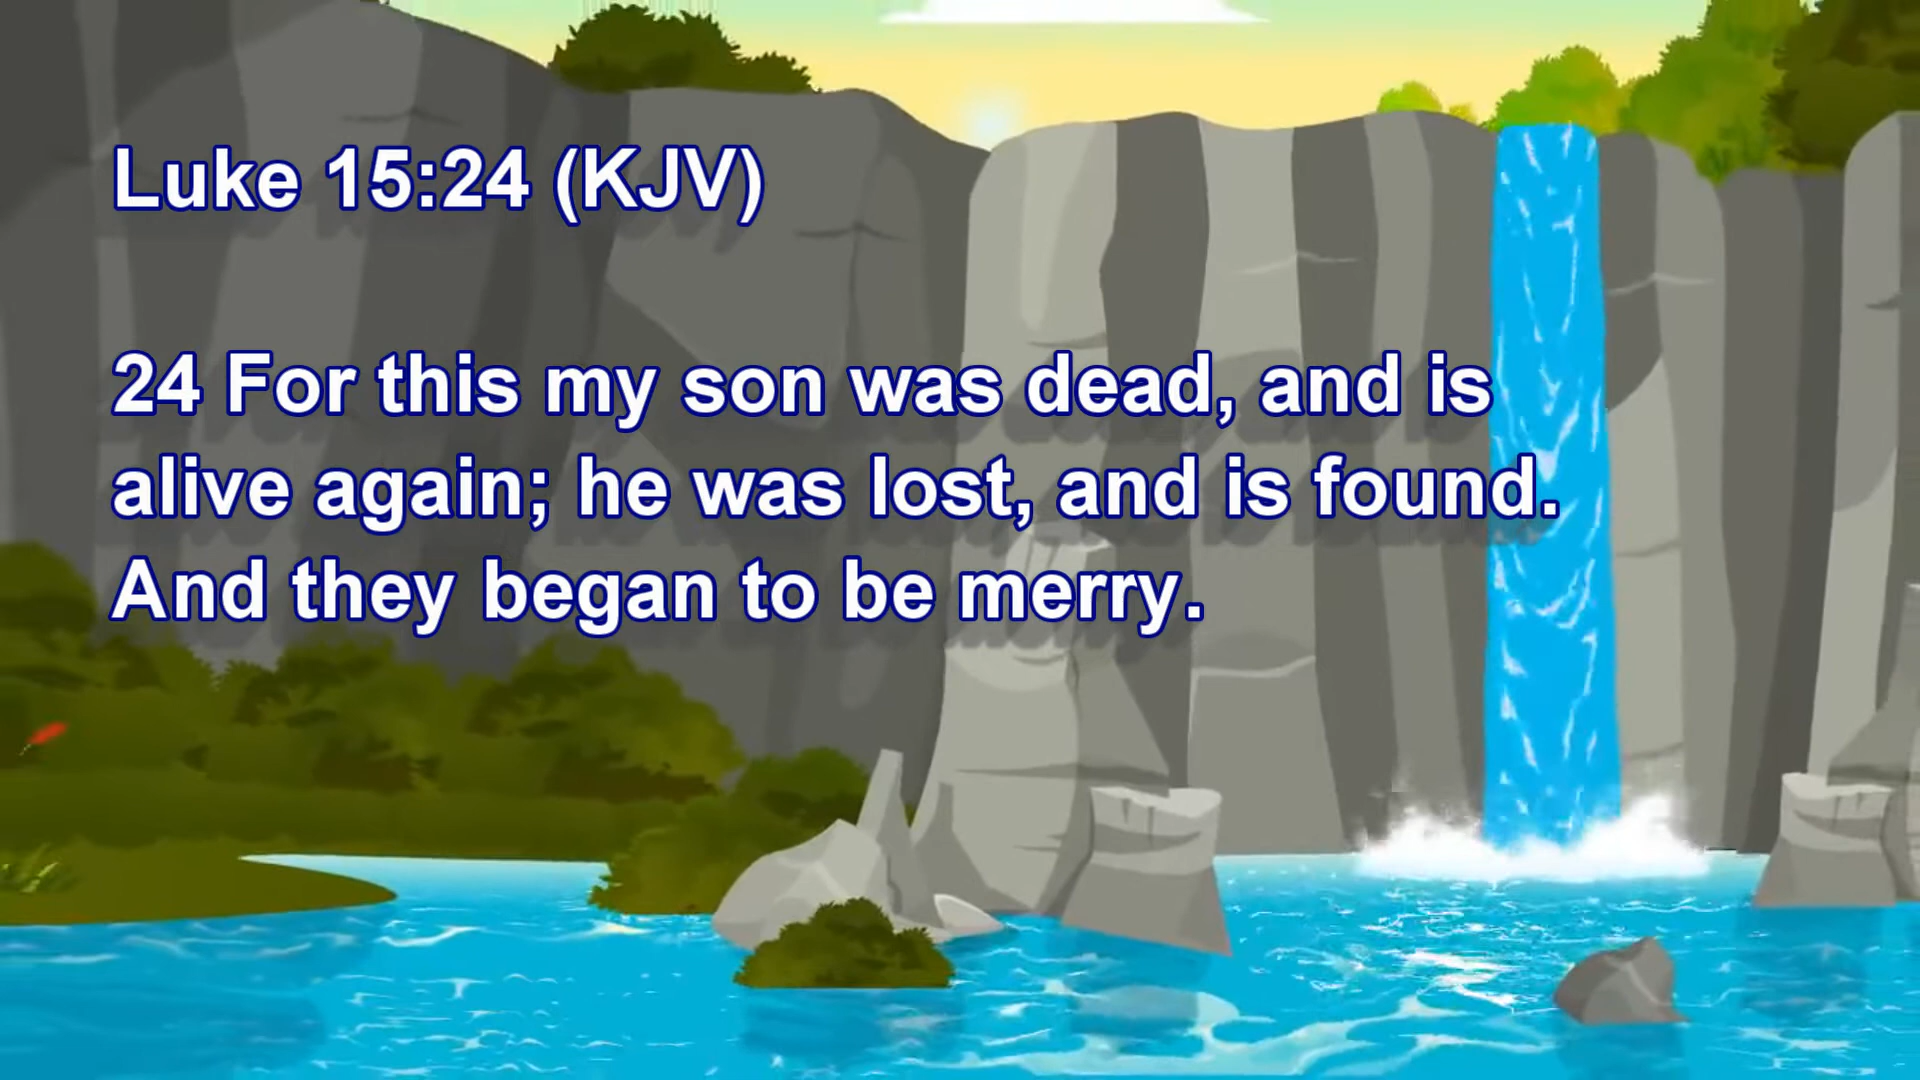 Luke 15:24 (KJV)
24 For this my son was dead, and is
alive again; he was lost, and is found.
And they began to be merry.